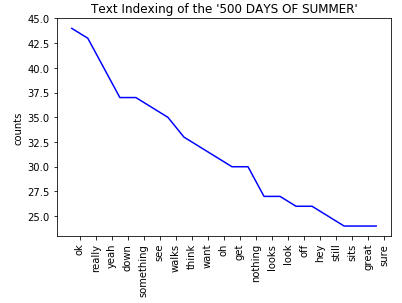 Text Indexing of the '500 DAYS OF SUMMER'
45.0
42.5
40.0
37.5
35.0
32.5
30.0
27.5
25.0
counts
ok
really
yeah
down
something
see
walks
think
want
oh
get
nothing
looks
look
off
hey
still
sits
great
sure